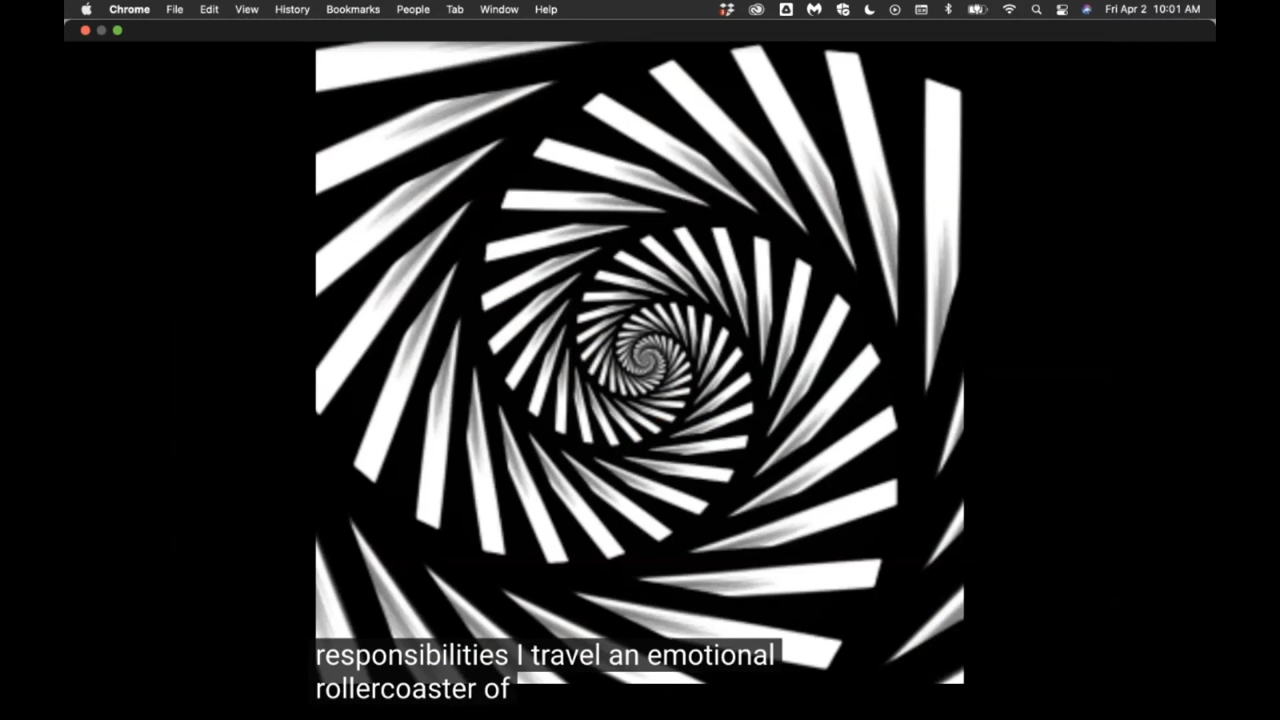 Chrome File Edit View History Bookmarks People Tab Window Help Fri Apr 2 10:01 AM
responsibilities I travel an emotional
rollercoaster of